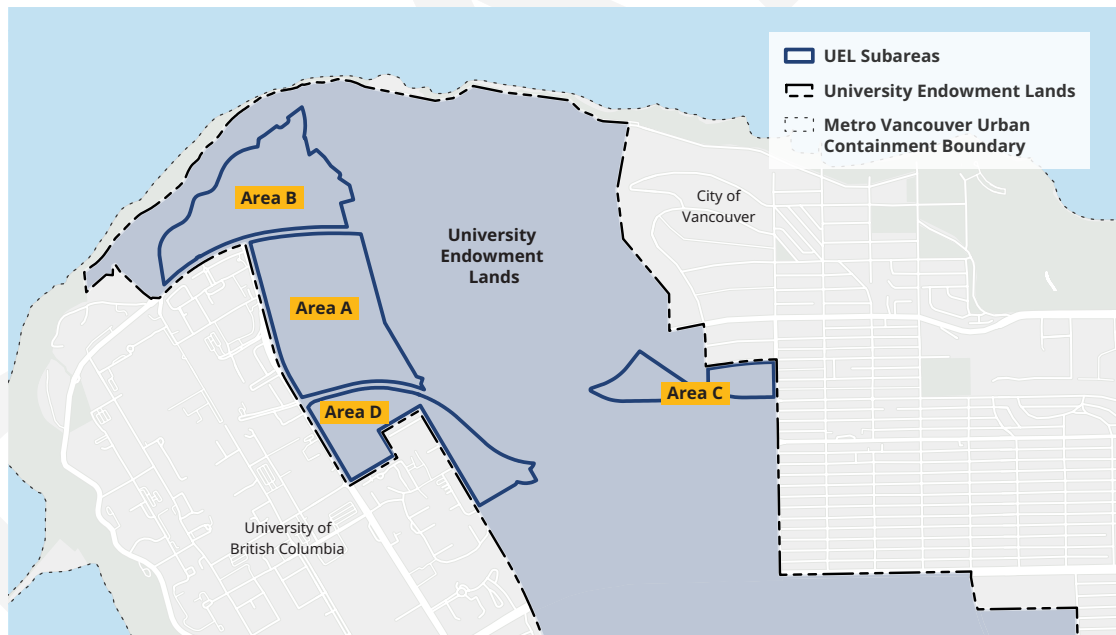 UEL Subareas
University Endowment Lands
Metro Vancouver Urban
Containment Boundary
Area B
City of
Vancouver
University
Endowment
Lands
Area A
Area C
Area D
University of
British Columbia